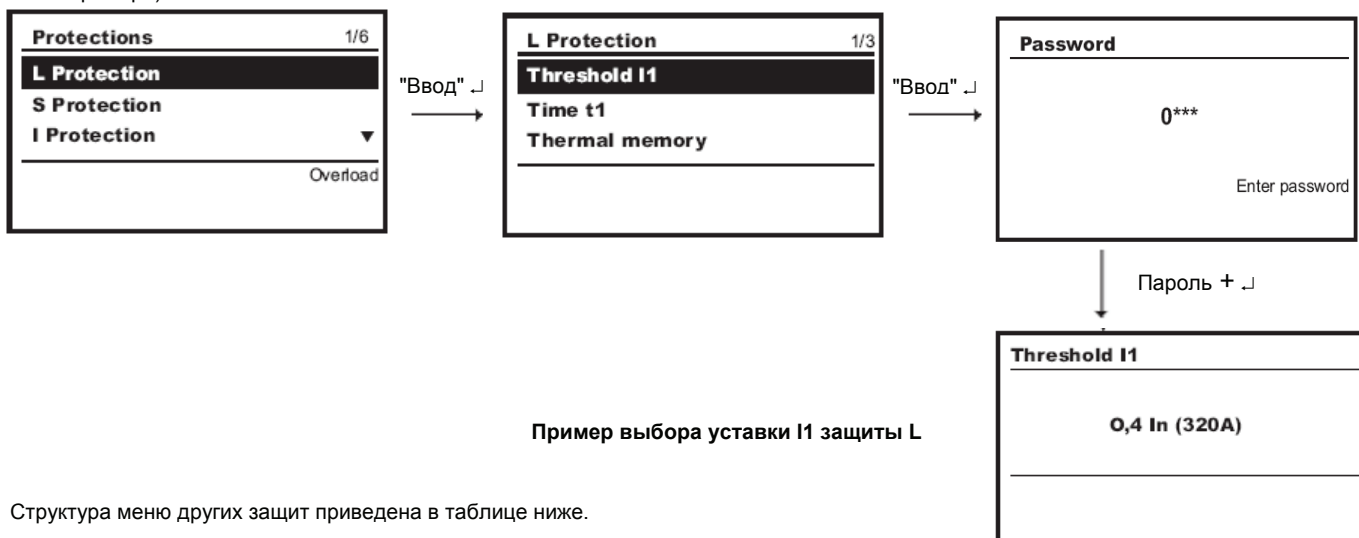 Protections 1/6
L Protection
S Protection
I Protection ▼
Overload
"Ввод" ↵
L Protection 1/3
Threshold I1
Time t1
Thermal memory
"Ввод" ↵
Password
0***
Enter password
Пароль + ↵
Threshold I1
0,4 In (320A)
Пример выбора уставки I1 защиты L
Структура меню других защит приведена в таблице ниже.